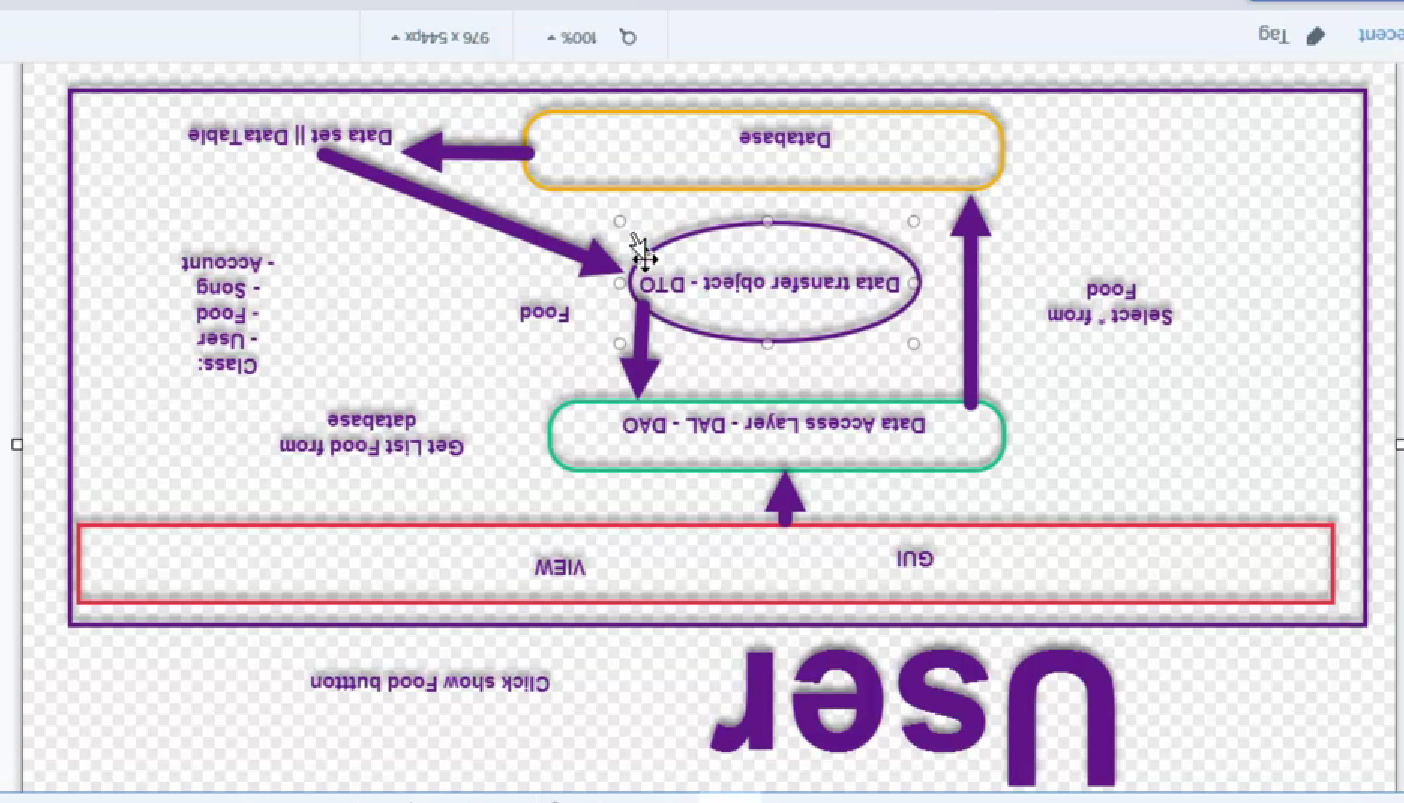 User
Click show Food buttton
GUI
VIEW
Get List Food from
database
Data Access Layer - DAL - DAO
Select * from
Food
Food
Class:
- User
- Food
- Song
- Account
Data transfer object - DTO
Database
Data set || DataTable
ecent
Tag
100%
976 x 544px